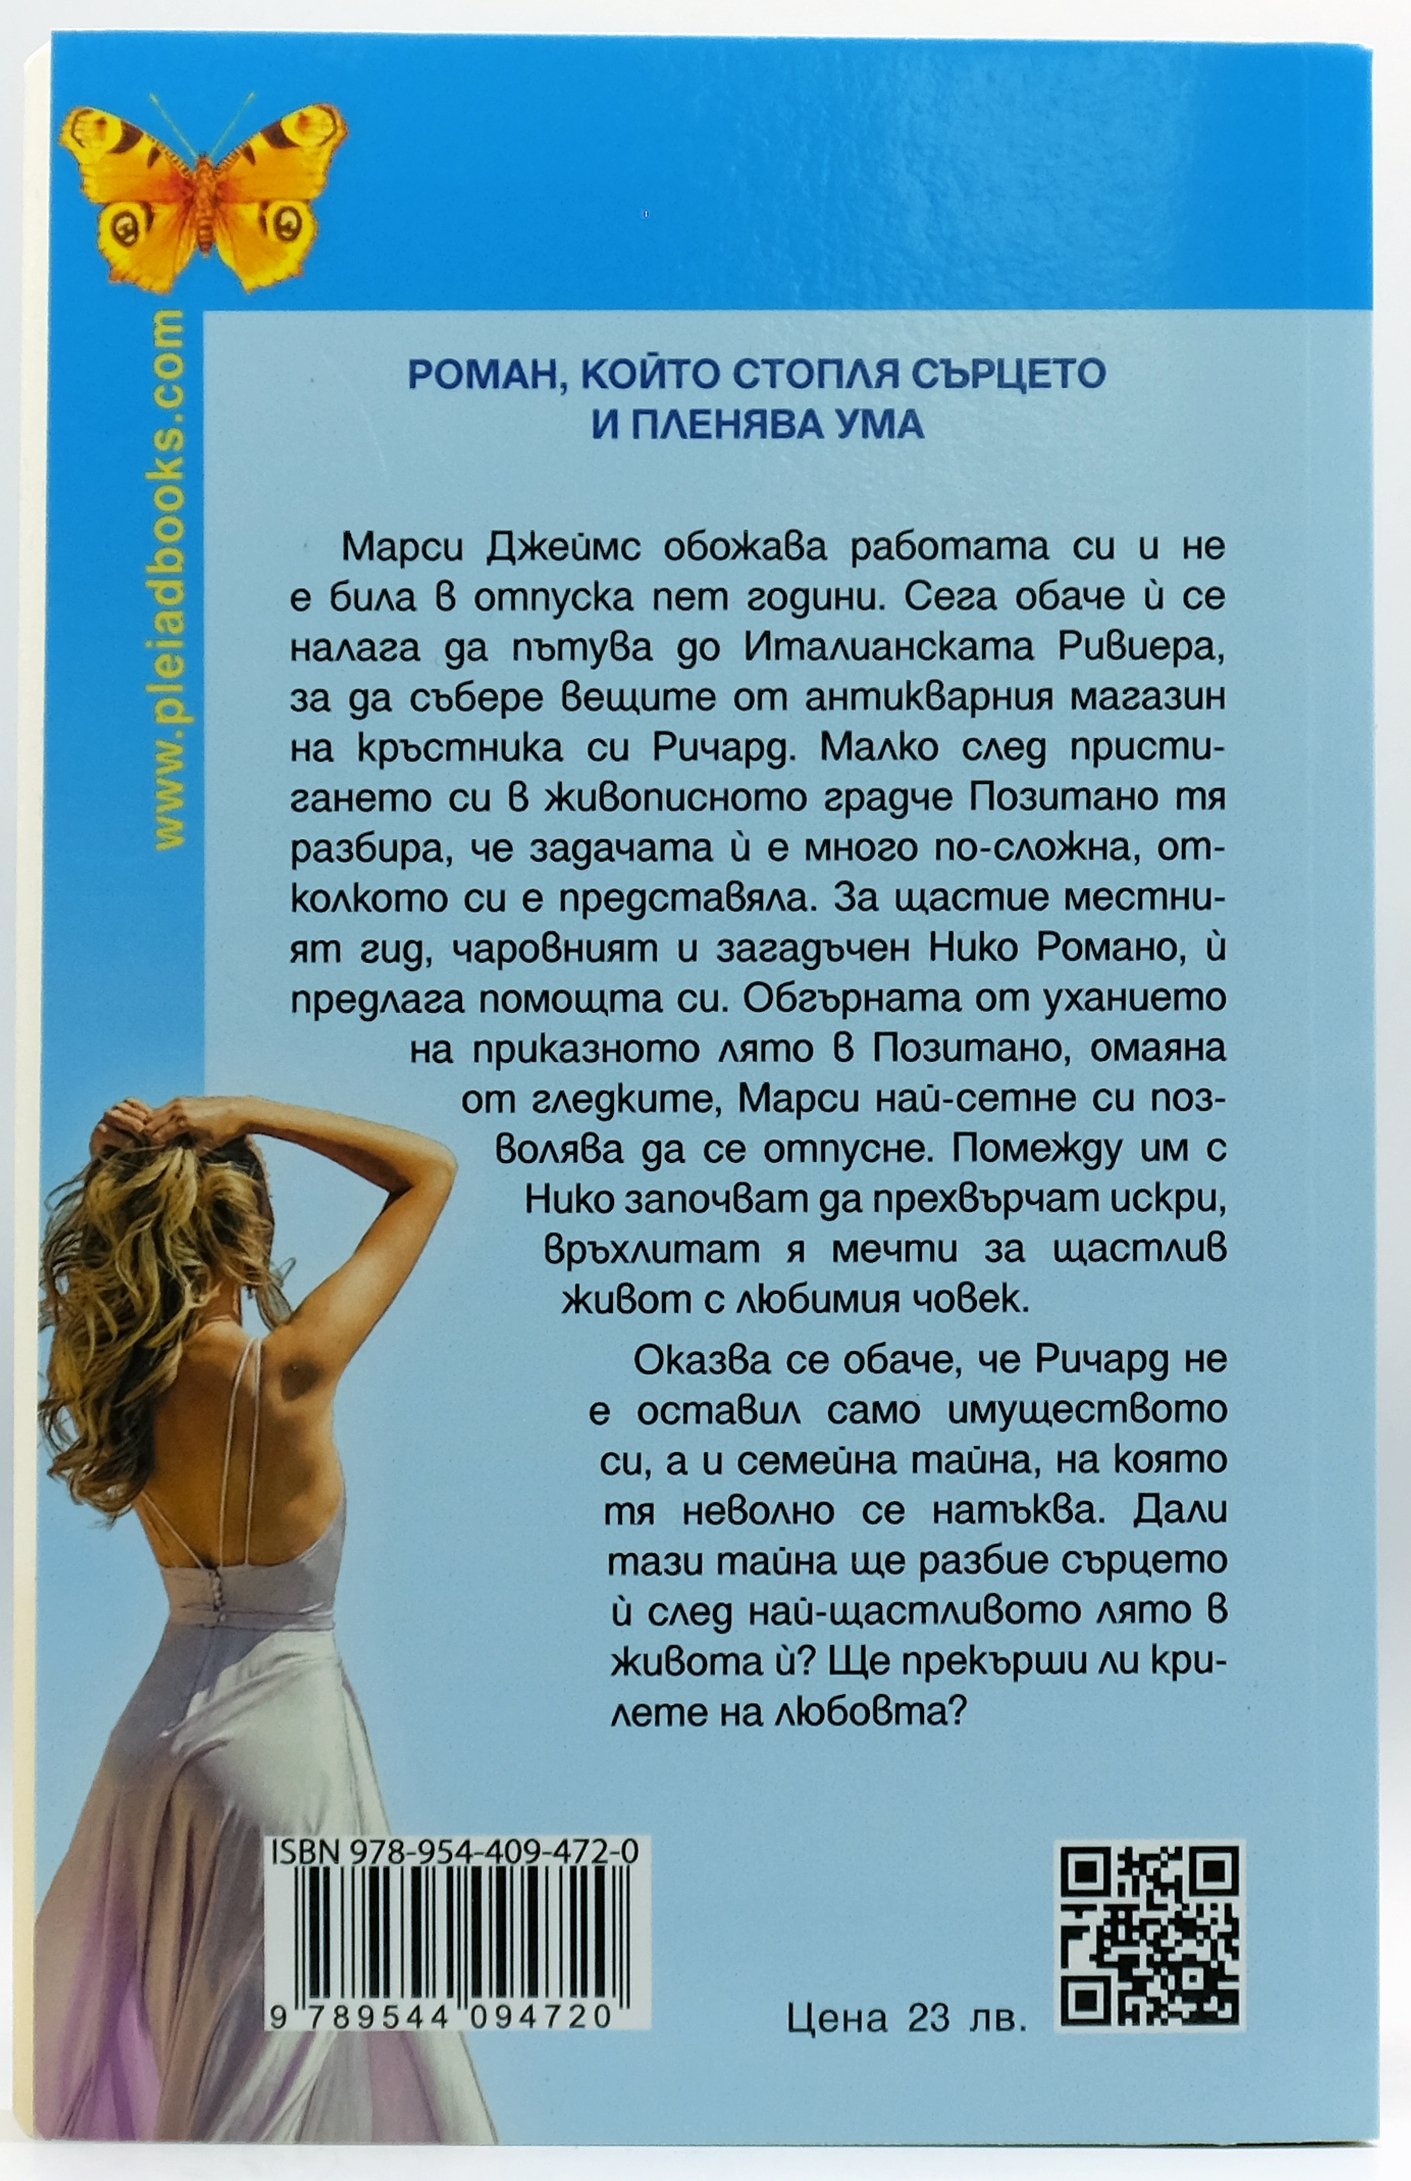 www.pleiadbooks.com
РОМАН, КОЙТО СТОПЛЯ СЪРЦЕТО
И ПЛЕНЯВА УМА
Марси Джеймс обожава работата си и не
е била в отпуска пет години. Сега обаче ѝ се
налага да пътува до Италианската Ривиера,
за да събере вещите от антикварния магазин
на кръстника си Ричард. Малко след присти-
гането си в живописното градче Позитано тя
разбира, че задачата ѝ е много по-сложна, от-
колкото си е представяла. За щастие местни-
ят гид, чаровният и загадъчен Нико Романо, ѝ
предлага помощта си. Обгърната от уханието
на приказното лято в Позитано, омаяна
от гледките, Марси най-сетне си поз-
волява да се отпусне. Помежду им с
Нико започват да прехвърчат искри,
връхлитат я мечти за щастлив
живот с любимия човек.
Оказва се обаче, че Ричард не
е оставил само имуществото
си, а и семейна тайна, на която
тя неволно се натъква. Дали
тази тайна ще разбие сърцето
ѝ след най-щастливото лято в
живота ѝ? Ще прекърши ли кри-
лете на любовта?
ISBN 978-954-409-472-0
9 789544 094720
Цена 23 лв.